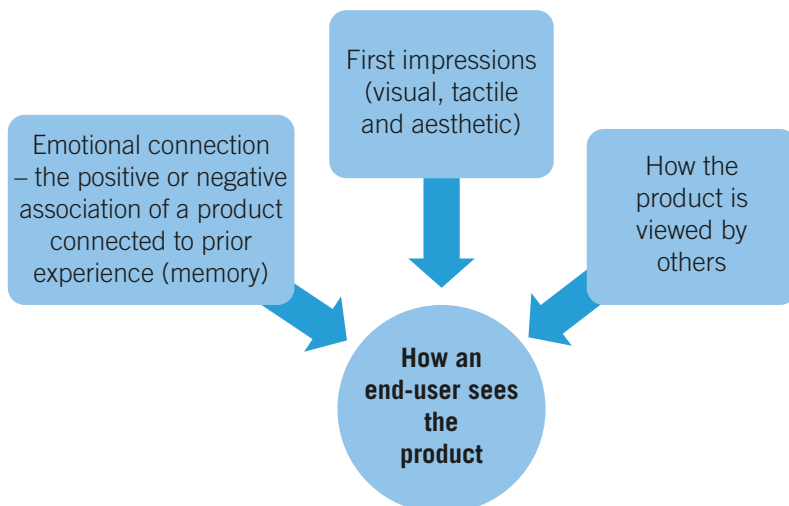 Emotional connection
– the positive or negative
association of a product
connected to prior
experience (memory)
First impressions
(visual, tactile
and aesthetic)
How the
product is
viewed by
others
How an
end-user sees
the
product